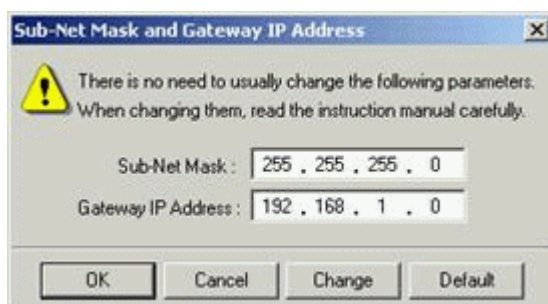 Sub-Net Mask and Gateway IP Address
There is no need to usually change the following parameters.
When changing them, read the instruction manual carefully.
Sub-Net Mask : 255 . 255 . 255 . 0
Gateway IP Address : 192 . 168 . 1 . 0
OK Cancel Change Default